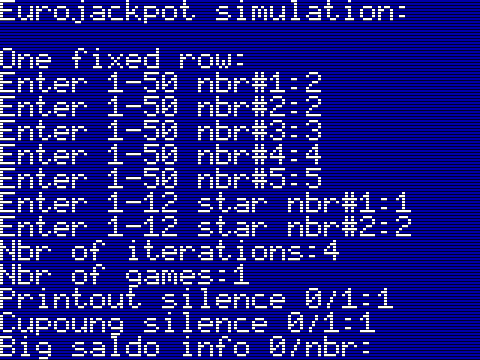 Eurojackpot simulation:
One fixed row:
Enter 1-50 nbr#1:2
Enter 1-50 nbr#2:2
Enter 1-50 nbr#3:3
Enter 1-50 nbr#4:4
Enter 1-50 nbr#5:5
Enter 1-12 star nbr#1:1
Enter 1-12 star nbr#2:2
Nbr of iterations:4
Nbr of games:1
Printout silence 0/1:1
Cupoung silence 0/1:1
Big saldo info 0/nbr: